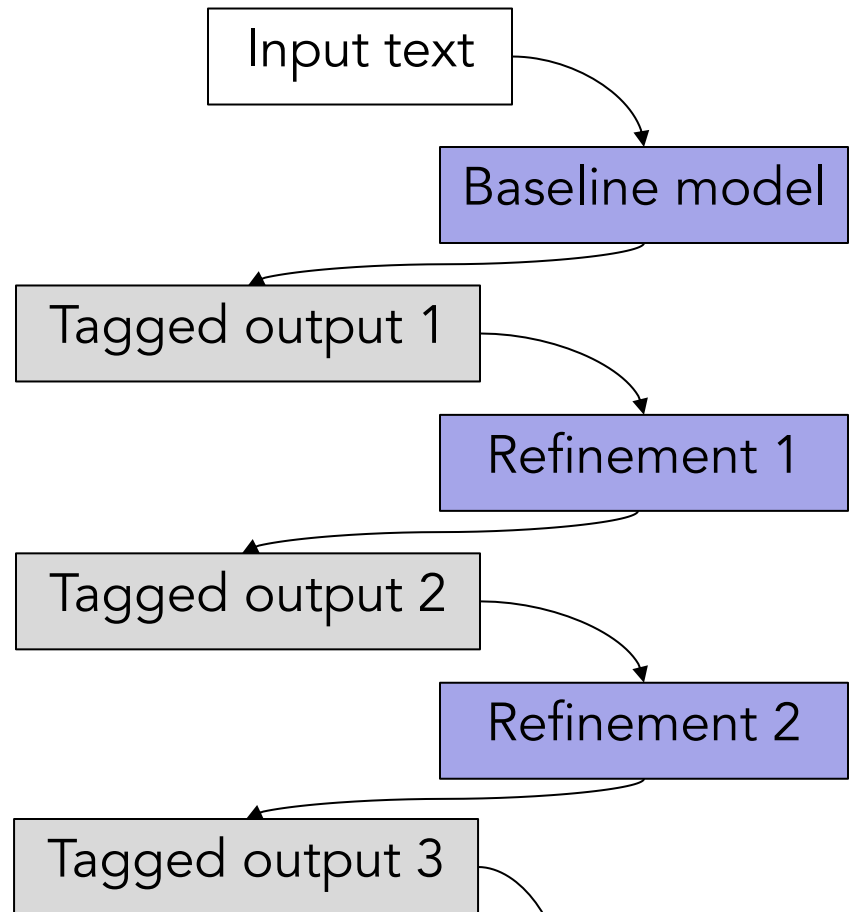 Input text
Baseline model
Tagged output 1
Refinement 1
Tagged output 2
Refinement 2
Tagged output 3